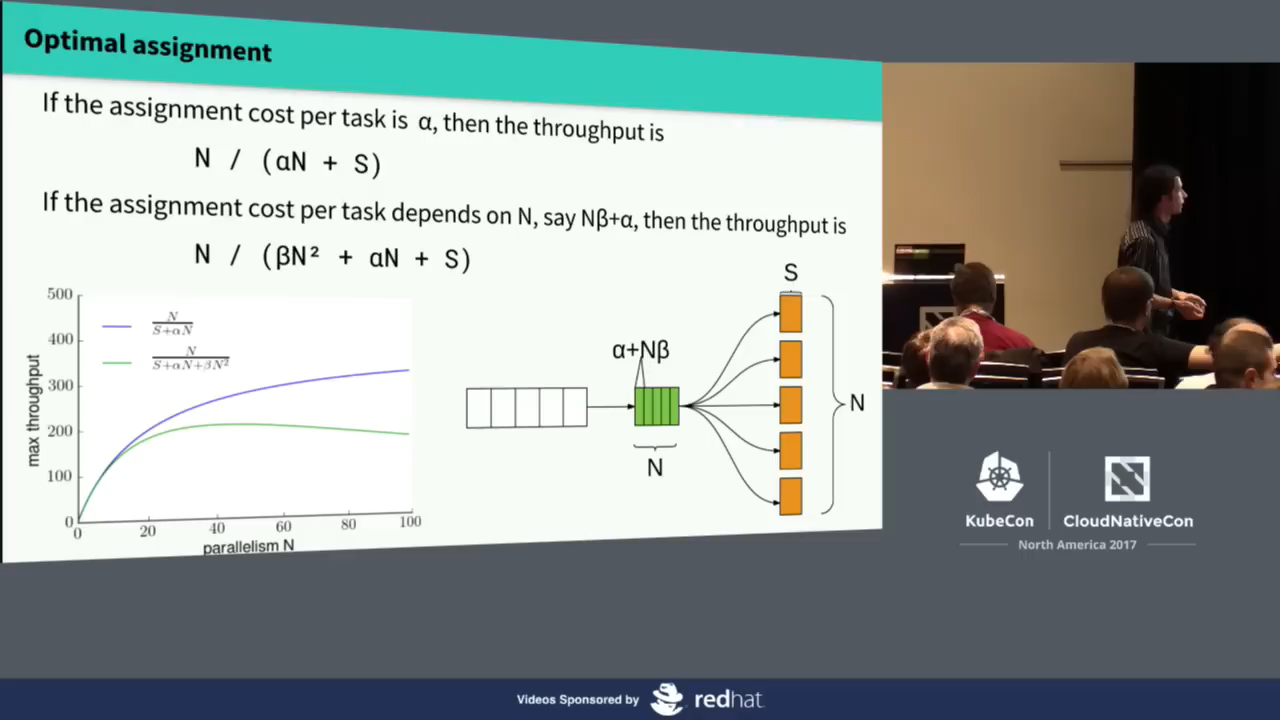 Optimal assignment
If the assignment cost per task is α, then the throughput is
N / (αN + S)
If the assignment cost per task depends on N, say Nβ+α, then the throughput is
N / (βN² + αN + S)
500
400
300
200
100
0
max throughput
N
S+αN
N
S+αN+βN²
0
20
40
60
80
100
parallelism N
α+Nβ
N
S
N
KubeCon
CloudNativeCon
North America 2017
Videos Sponsored by
redhat